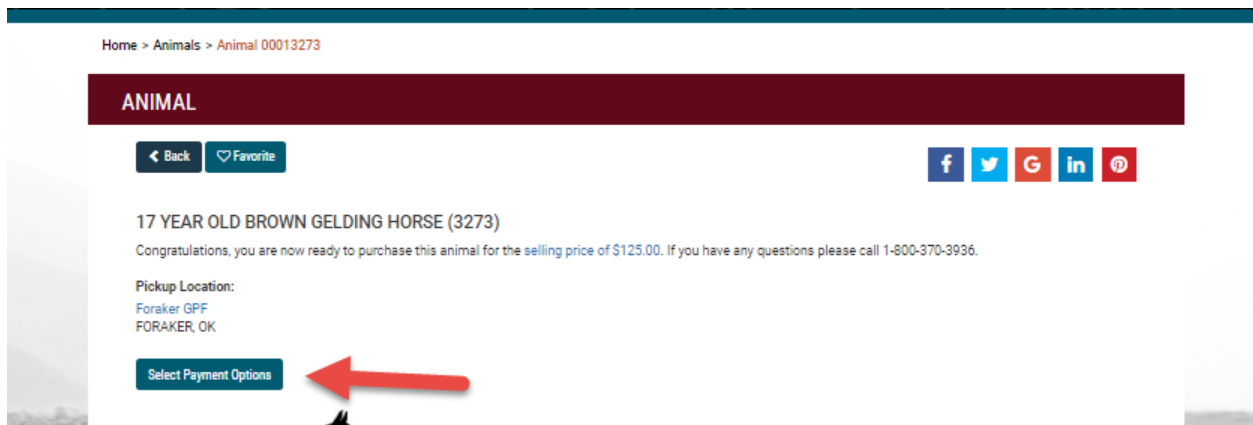 Home > Animals > Animal 00013273
ANIMAL
Back
Favorite
17 YEAR OLD BROWN GELDING HORSE (3273)
Congratulations, you are now ready to purchase this animal for the selling price of $125.00. If you have any questions please call 1-800-370-3936.
Pickup Location:
Foraker GPF
FORAKER, OK
Select Payment Options